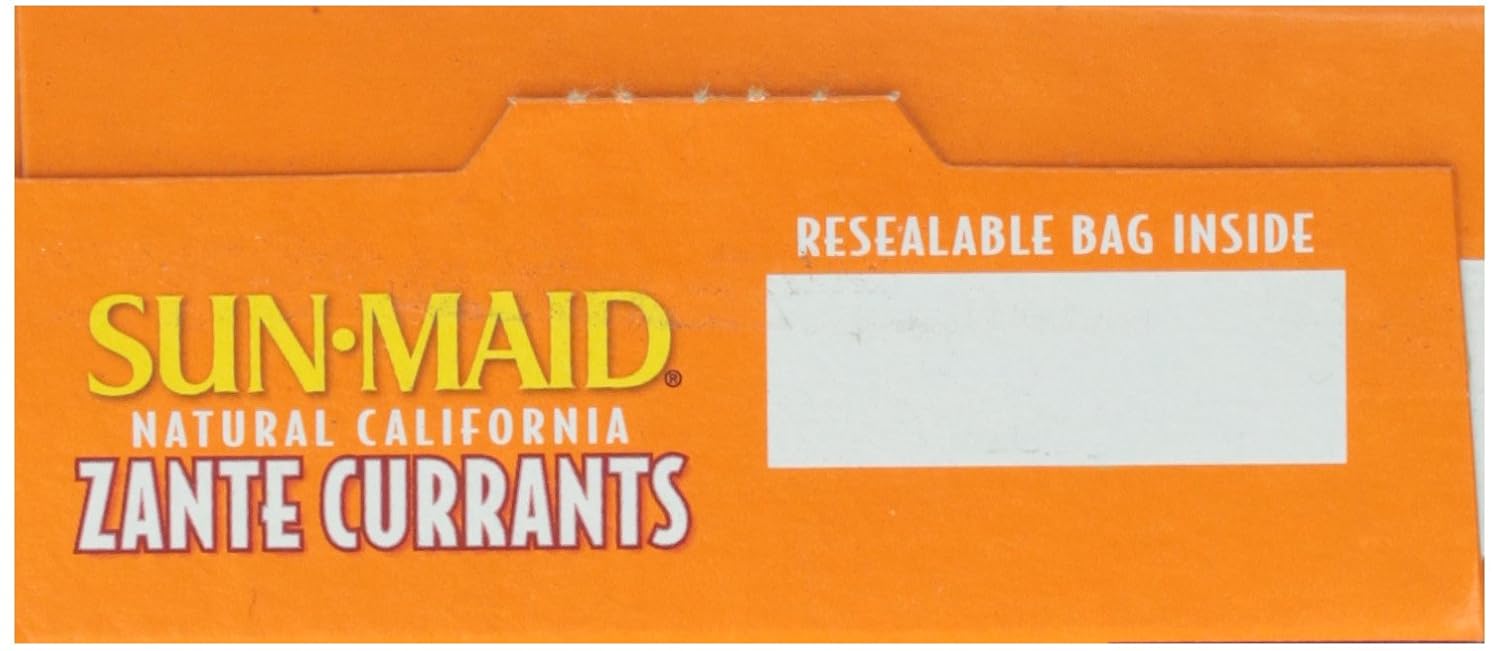 RESEALABLE BAG INSIDE
SUN·MAID®
NATURAL CALIFORNIA
ZANTE CURRANTS